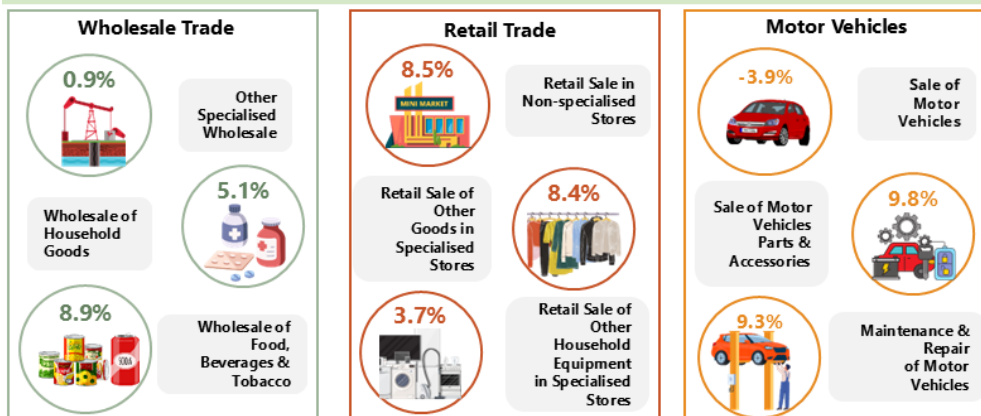 Wholesale Trade
0.9%
Other
Specialised
Wholesale
Wholesale of
Household
Goods
5.1%
8.9%
SODA
Wholesale of
Food,
Beverages &
Tobacco
Retail Trade
8.5%
MINI MARKET
Retail Sale in
Non-specialised
Stores
Retail Sale of
Other
Goods in
Specialised
Stores
8.4%
3.7%
Retail Sale of
Other
Household
Equipment
in Specialised
Stores
Motor Vehicles
-3.9%
Sale of
Motor
Vehicles
Sale of Motor
Vehicles
Parts &
Accessories
9.8%
9.3%
Maintenance &
Repair
of Motor
Vehicles